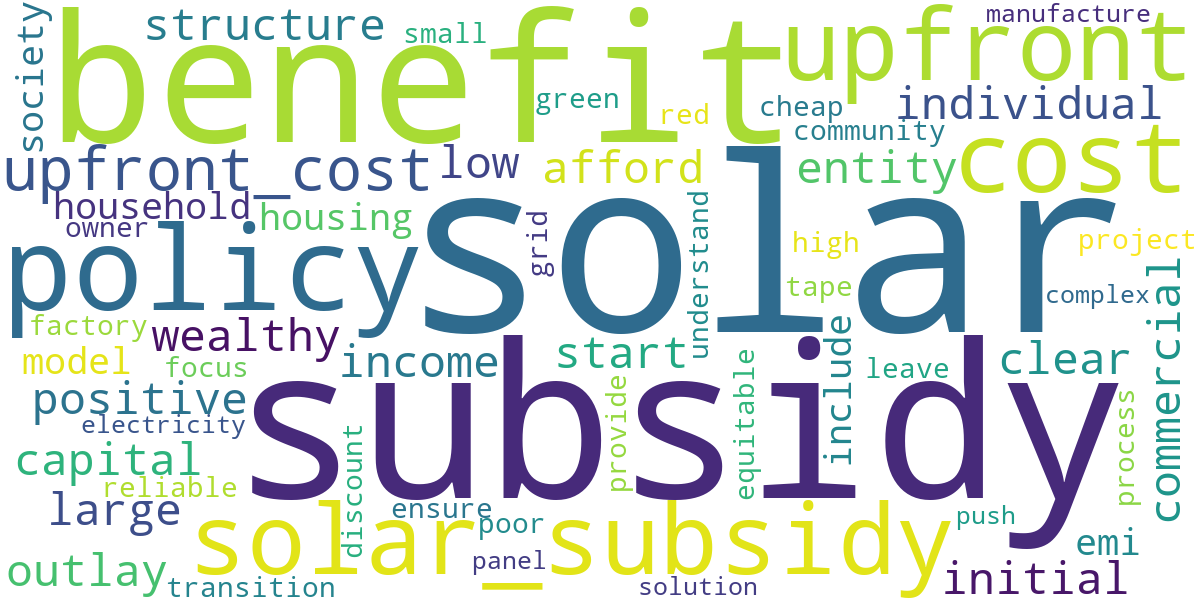 society
structure
small
benefit
upfront
manufacture
green
red
cheap
individual
community
upfront_cost
low
afford
entity
cost
household
owner
housing
grid
solar
understand
high
project
policy
tape
complex
factory
wealthy
model
focus
income
start
include
leave
clear
commercial
positive
electricity
subsidy
provide
equitable
process
capital
reliable
discount
large
ensure
poor
solar_subsidy
push
emi
outlay
transition
panel
solution
initial